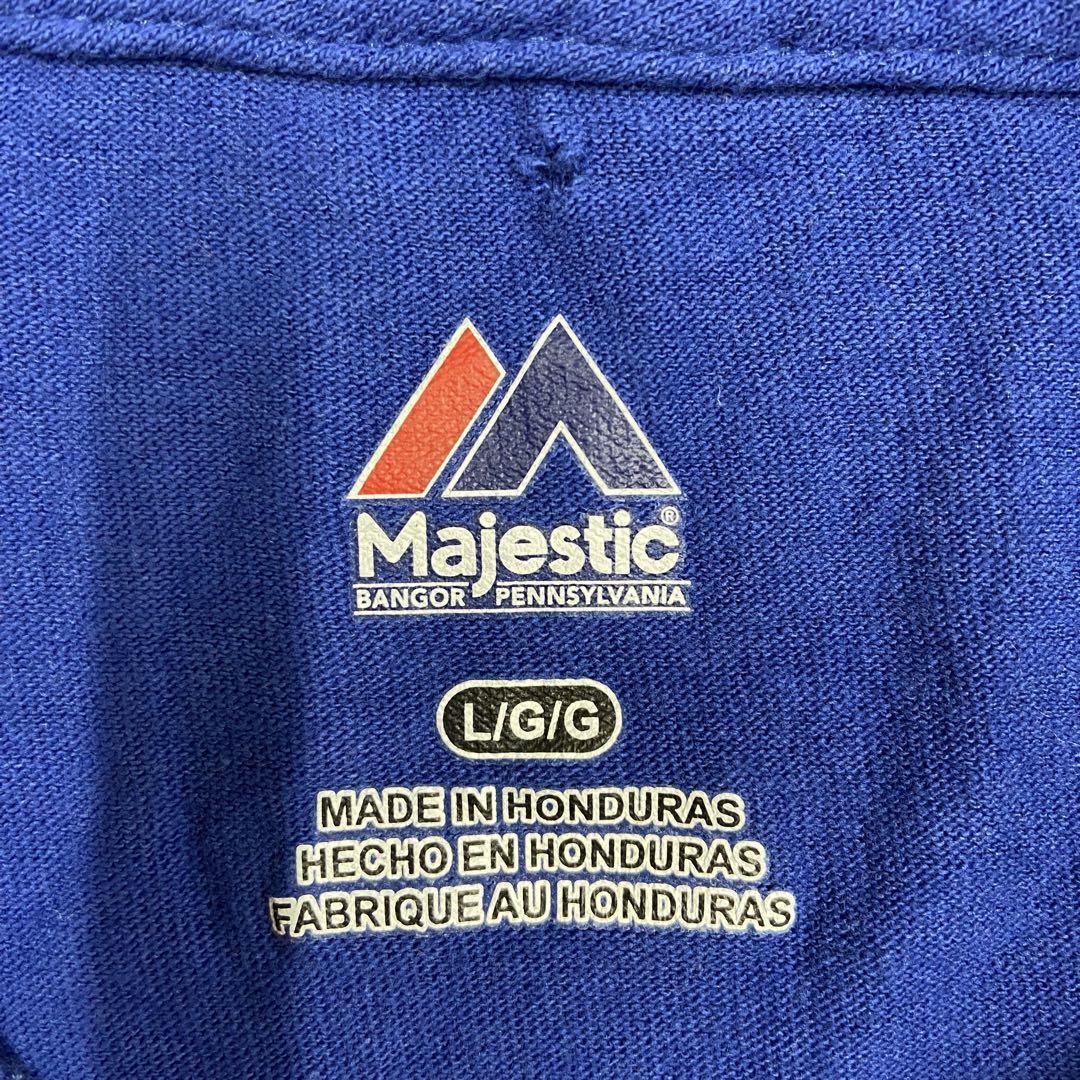 Majestic®
BANGOR PENNSYLVANIA
L/G/G
MADE IN HONDURAS
HECHO EN HONDURAS
FABRIQUE AU HONDURAS